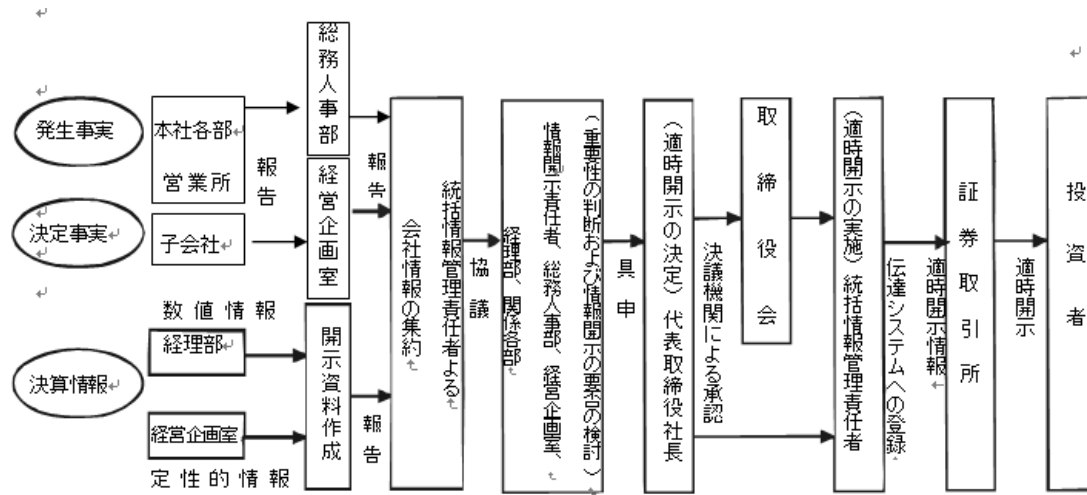 発生事実
決定事実
決算情報
本社各部
営業所
子会社
報告
数値情報
経理部
経営企画室
定性的情報
総務人事部
経営企画室
開示資料作成
報告
報告
統括情報管理責任者よる
会社情報の集約
協議
（重要性の判断および情報開示の要否の検討）
情報開示責任者、総務人事部、経営企画室、
経理部、関係各部
具申
（適時開示の決定）代表取締役社長
決議機関による承認
取締役会
（適時開示の実施）統括情報管理責任者
適時開示情報
伝達システムへの登録
証券取引所
適時開示
投資者